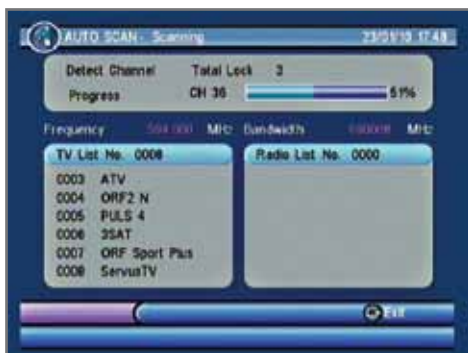 AUTO SCAN - Scanning 23/01/10 17:48
Detect Channel Total Lock 3
Progress CH 36 51%
Frequency MHz Bandwidth MHz
TV List No. 0008 Radio List No. 0000
0003 ATV
0004 ORF2 N
0005 PULS 4
0006 3SAT
0007 ORF Sport Plus
0008 ServusTV
Exit